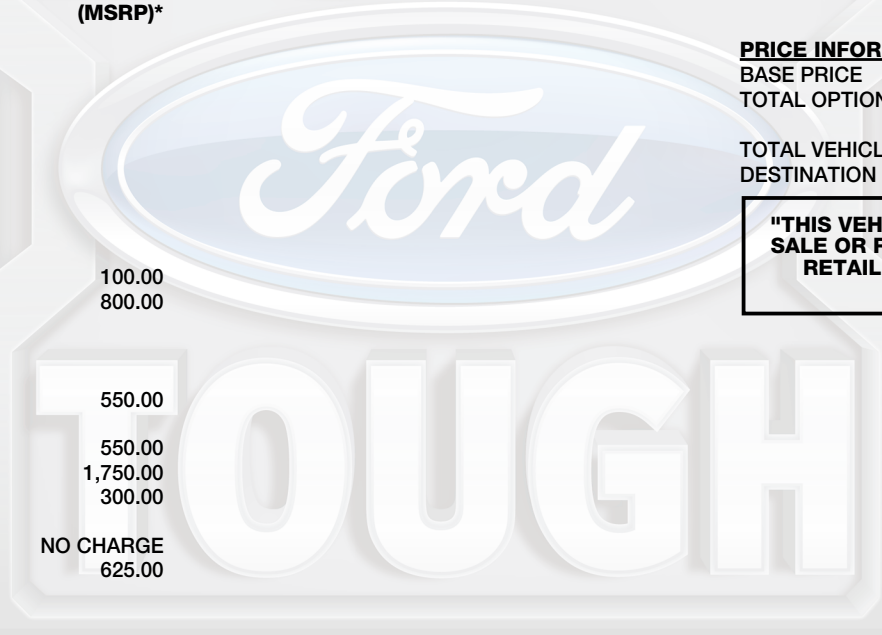 (MSRP)*
PRICE INFOR
BASE PRICE
TOTAL OPTION
TOTAL VEHICL
DESTINATION
"THIS VEH
SALE OR
RETAIL
Ford
100.00
800.00
550.00
550.00
1,750.00
300.00
NO CHARGE
625.00
TOUGH